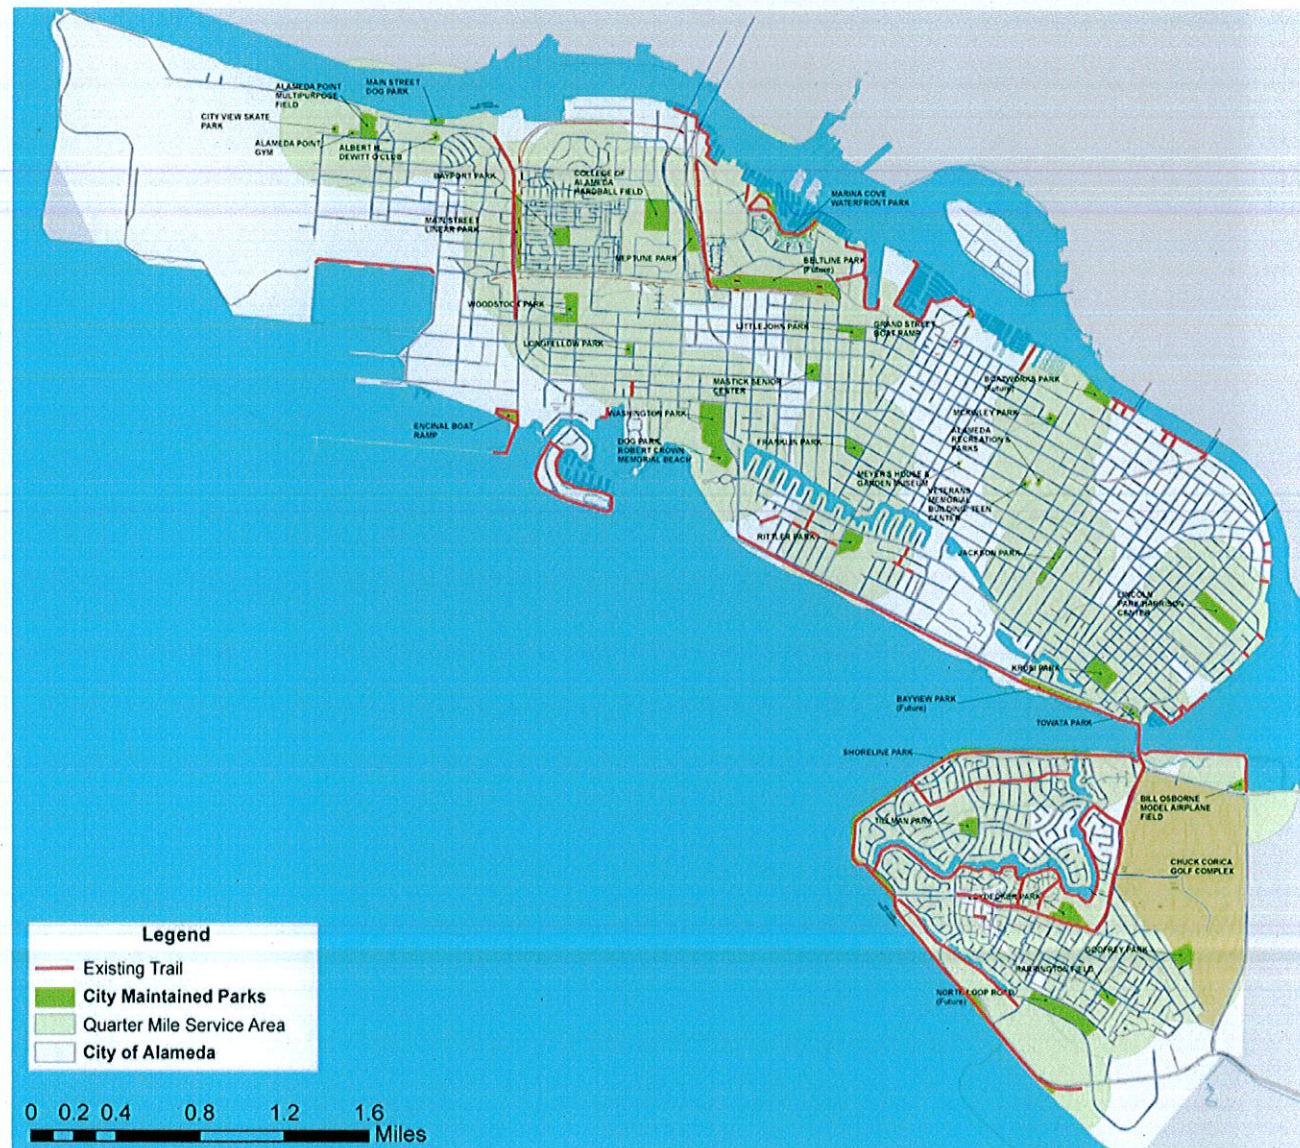 ALAMEDA POINT
MULTIPURPOSE
FIELD
MAIN STREET
DOG PARK
CITY VIEW SKATE
PARK
ALAMEDA POINT
GYM
ALBERT H.
DEWITT O'CLUB
BAYPORT PARK
COLLEGE OF
ALAMEDA
HARDBALL FIELD
MARINA COVE
WATERFRONT PARK
MAIN STREET
LINEAR PARK
NEPTUNE PARK
BELTLINE PARK
(Future)
WOODSTOCK PARK
LITTLEJOHN PARK
GRAND STREET
BOAT RAMP
LONGFELLOW PARK
MASTICK SENIOR
CENTER
BOATWORKS PARK
(Future)
ENCINAL BOAT
RAMP
WASHINGTON PARK
MCKINLEY PARK
DOG PARK
ROBERT CROWN
MEMORIAL BEACH
FRANKLIN PARK
ALAMEDA
RECREATION &
PARKS
MEYER'S HOUSE &
GARDEN MUSEUM
VETERANS
MEMORIAL
BUILDING TEEN
CENTER
RITTLER PARK
JACKSON PARK
LINCOLN
PARK/HARRISON
CENTER
KRUSI PARK
BAYVIEW PARK
(Future)
TOWATA PARK
SHORELINE PARK
BILL OSBORNE
MODEL AIRPLANE
FIELD
TILLMAN PARK
CHUCK CORICA
GOLF COMPLEX
LEYDECKER PARK
GODFREY PARK
HARRINGTON FIELD
NORTH LOOP ROAD
(Future)
Legend
Existing Trail
City Maintained Parks
Quarter Mile Service Area
City of Alameda
0 0.2 0.4 0.8 1.2 1.6
Miles